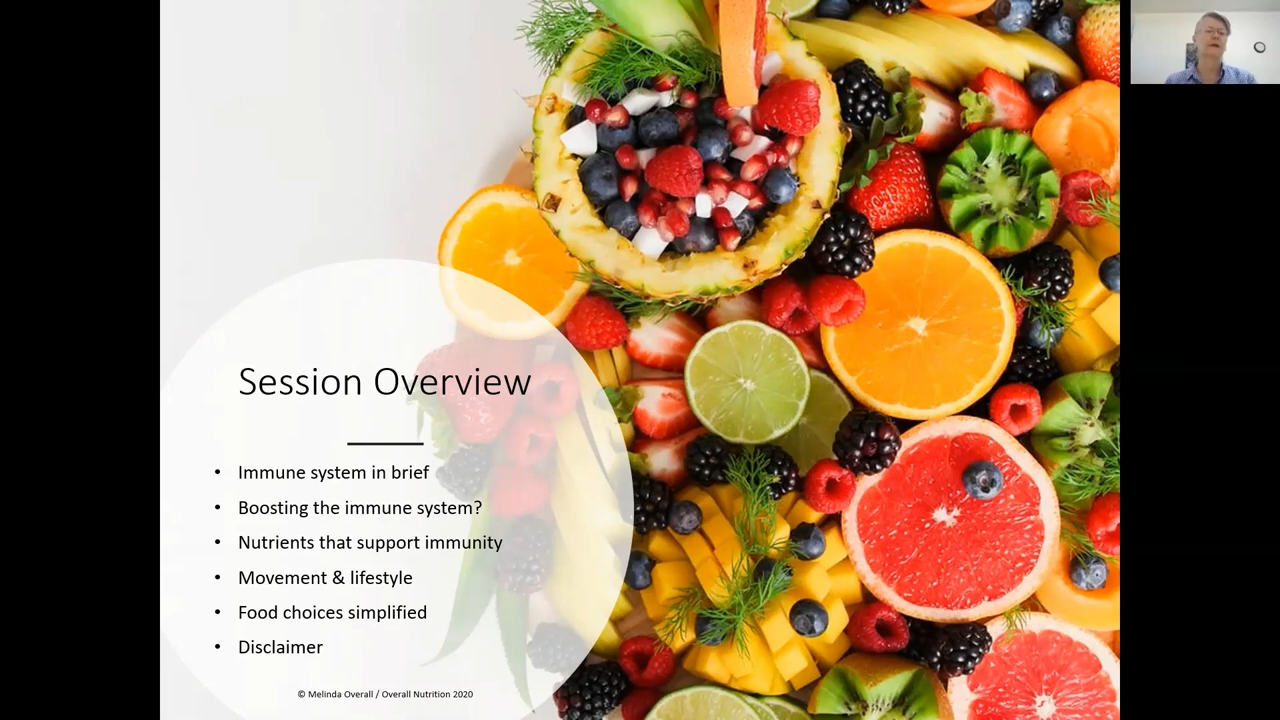 Session Overview
• Immune system in brief
• Boosting the immune system?
• Nutrients that support immunity
• Movement & lifestyle
• Food choices simplified
• Disclaimer
© Melinda Overall / Overall Nutrition 2020